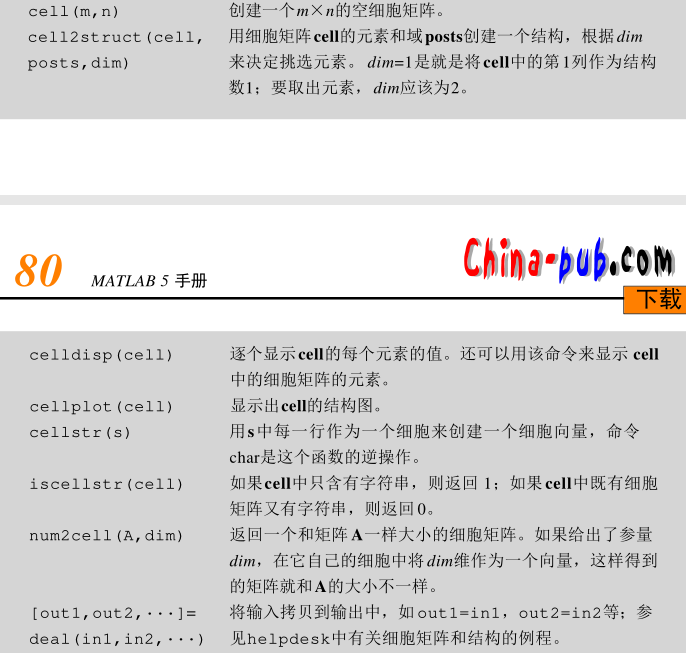 cell(m,n) 创建一个m×n的空细胞矩阵。
cell2struct(cell, 用细胞矩阵cell的元素和域posts创建一个结构，根据dim
posts,dim) 来决定挑选元素。dim=1是就是将cell中的第1列作为结构
数1；要取出元素，dim应该为2。
80 MATLAB 5 手册
China-pub.com
下载
celldisp(cell) 逐个显示cell的每个元素的值。还可以用该命令来显示 cell
中的细胞矩阵的元素。
cellplot(cell) 显示出cell的结构图。
cellstr(s) 用s中每一行作为一个细胞来创建一个细胞向量，命令
char是这个函数的逆操作。
iscellstr(cell) 如果cell中只含有字符串，则返回 1；如果cell中既有细胞
矩阵又有字符串，则返回0。
num2cell(A,dim) 返回一个和矩阵A一样大小的细胞矩阵。如果给出了参量
dim，在它自己的细胞中将dim维作为一个向量，这样得到
的矩阵就和A的大小不一样。
[out1,out2,···]= 将输入拷贝到输出中，如out1=in1，out2=in2等；参
deal(in1,in2,···) 见helpdesk中有关细胞矩阵和结构的例程。